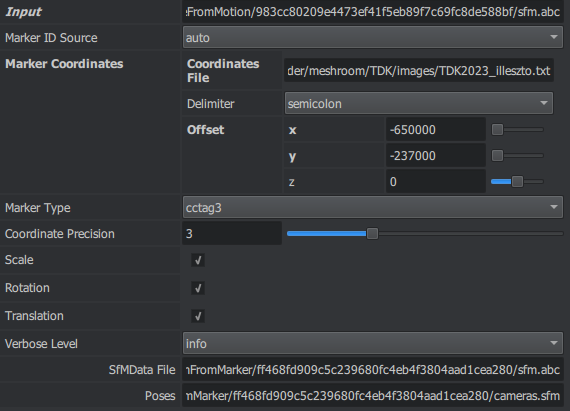 Input :FromMotion/983cc80209e4473ef41f5eb89f7c69fc8de588bf/sfm.abc
Marker ID Source auto
Marker Coordinates Coordinates File der/meshroom/TDK/images/TDK2023_illeszto.txt
Delimiter semicolon
Offset x -650000
y -237000
z 0
Marker Type cctag3
Coordinate Precision 3
Scale
Rotation
Translation
Verbose Level info
SfMData File nFromMarker/ff468fd909c5c239680fc4eb4f3804aad1cea280/sfm.abc
Poses mMarker/ff468fd909c5c239680fc4eb4f3804aad1cea280/cameras.sfm